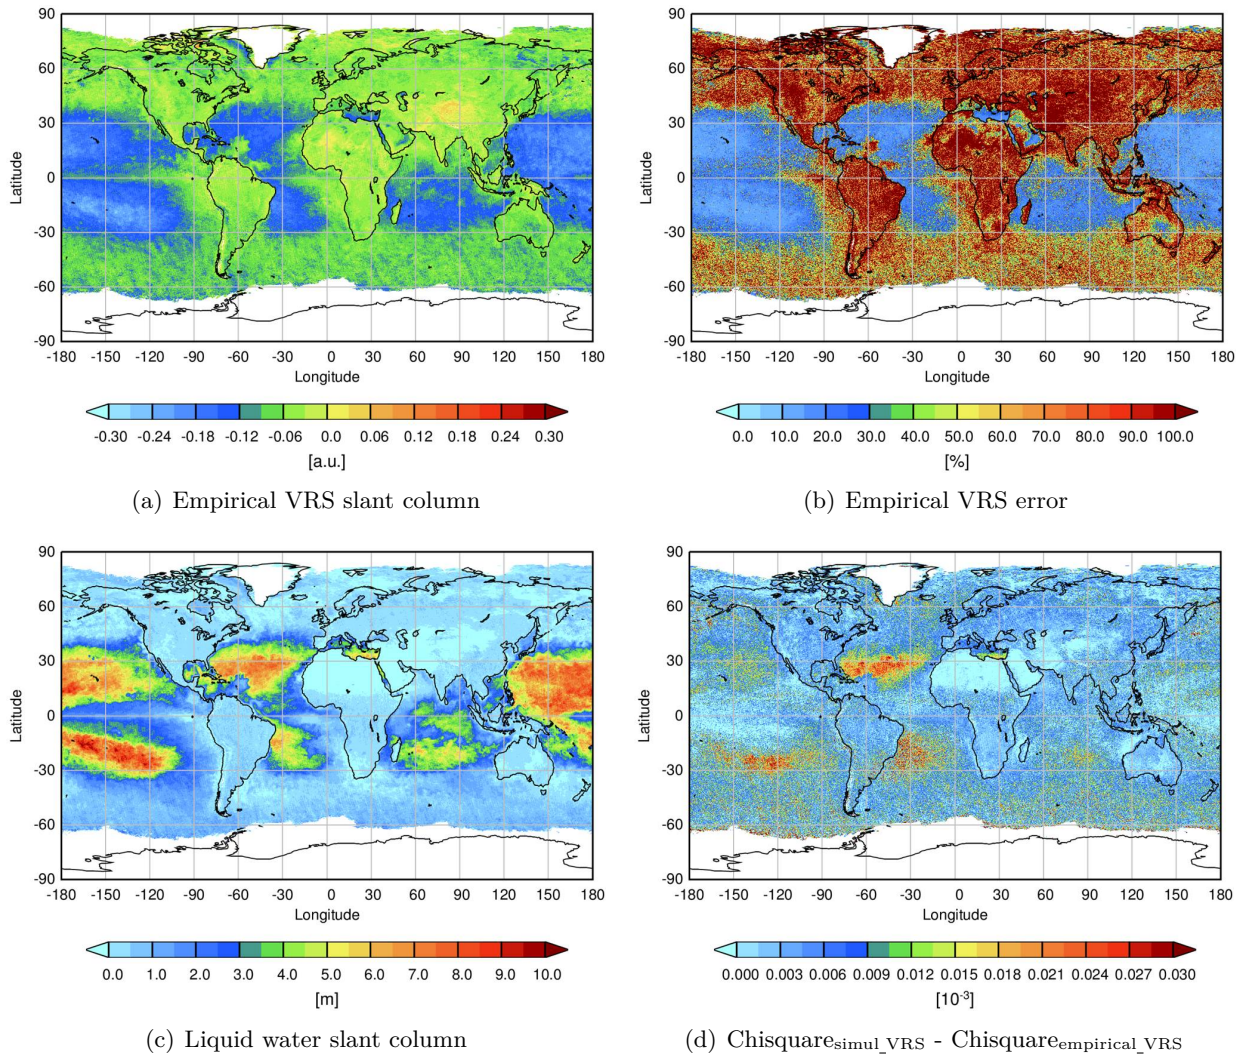 90
60
30
0
-30
-60
-90
Latitude
-180 -150 -120 -90 -60 -30 0 30 60 90 120 150 180
Longitude
-0.30 -0.24 -0.18 -0.12 -0.06 0.0 0.06 0.12 0.18 0.24 0.30
[a.u.]
(a) Empirical VRS slant column
90
60
30
0
-30
-60
-90
Latitude
-180 -150 -120 -90 -60 -30 0 30 60 90 120 150 180
Longitude
0.0 10.0 20.0 30.0 40.0 50.0 60.0 70.0 80.0 90.0 100.0
[%]
(b) Empirical VRS error
90
60
30
0
-30
-60
-90
Latitude
-180 -150 -120 -90 -60 -30 0 30 60 90 120 150 180
Longitude
0.0 1.0 2.0 3.0 4.0 5.0 6.0 7.0 8.0 9.0 10.0
[m]
(c) Liquid water slant column
90
60
30
0
-30
-60
-90
Latitude
-180 -150 -120 -90 -60 -30 0 30 60 90 120 150 180
Longitude
0.000 0.003 0.006 0.009 0.012 0.015 0.018 0.021 0.024 0.027 0.030
[10⁻³]
(d) Chisquare_simul_VRS - Chisquare_empirical_VRS